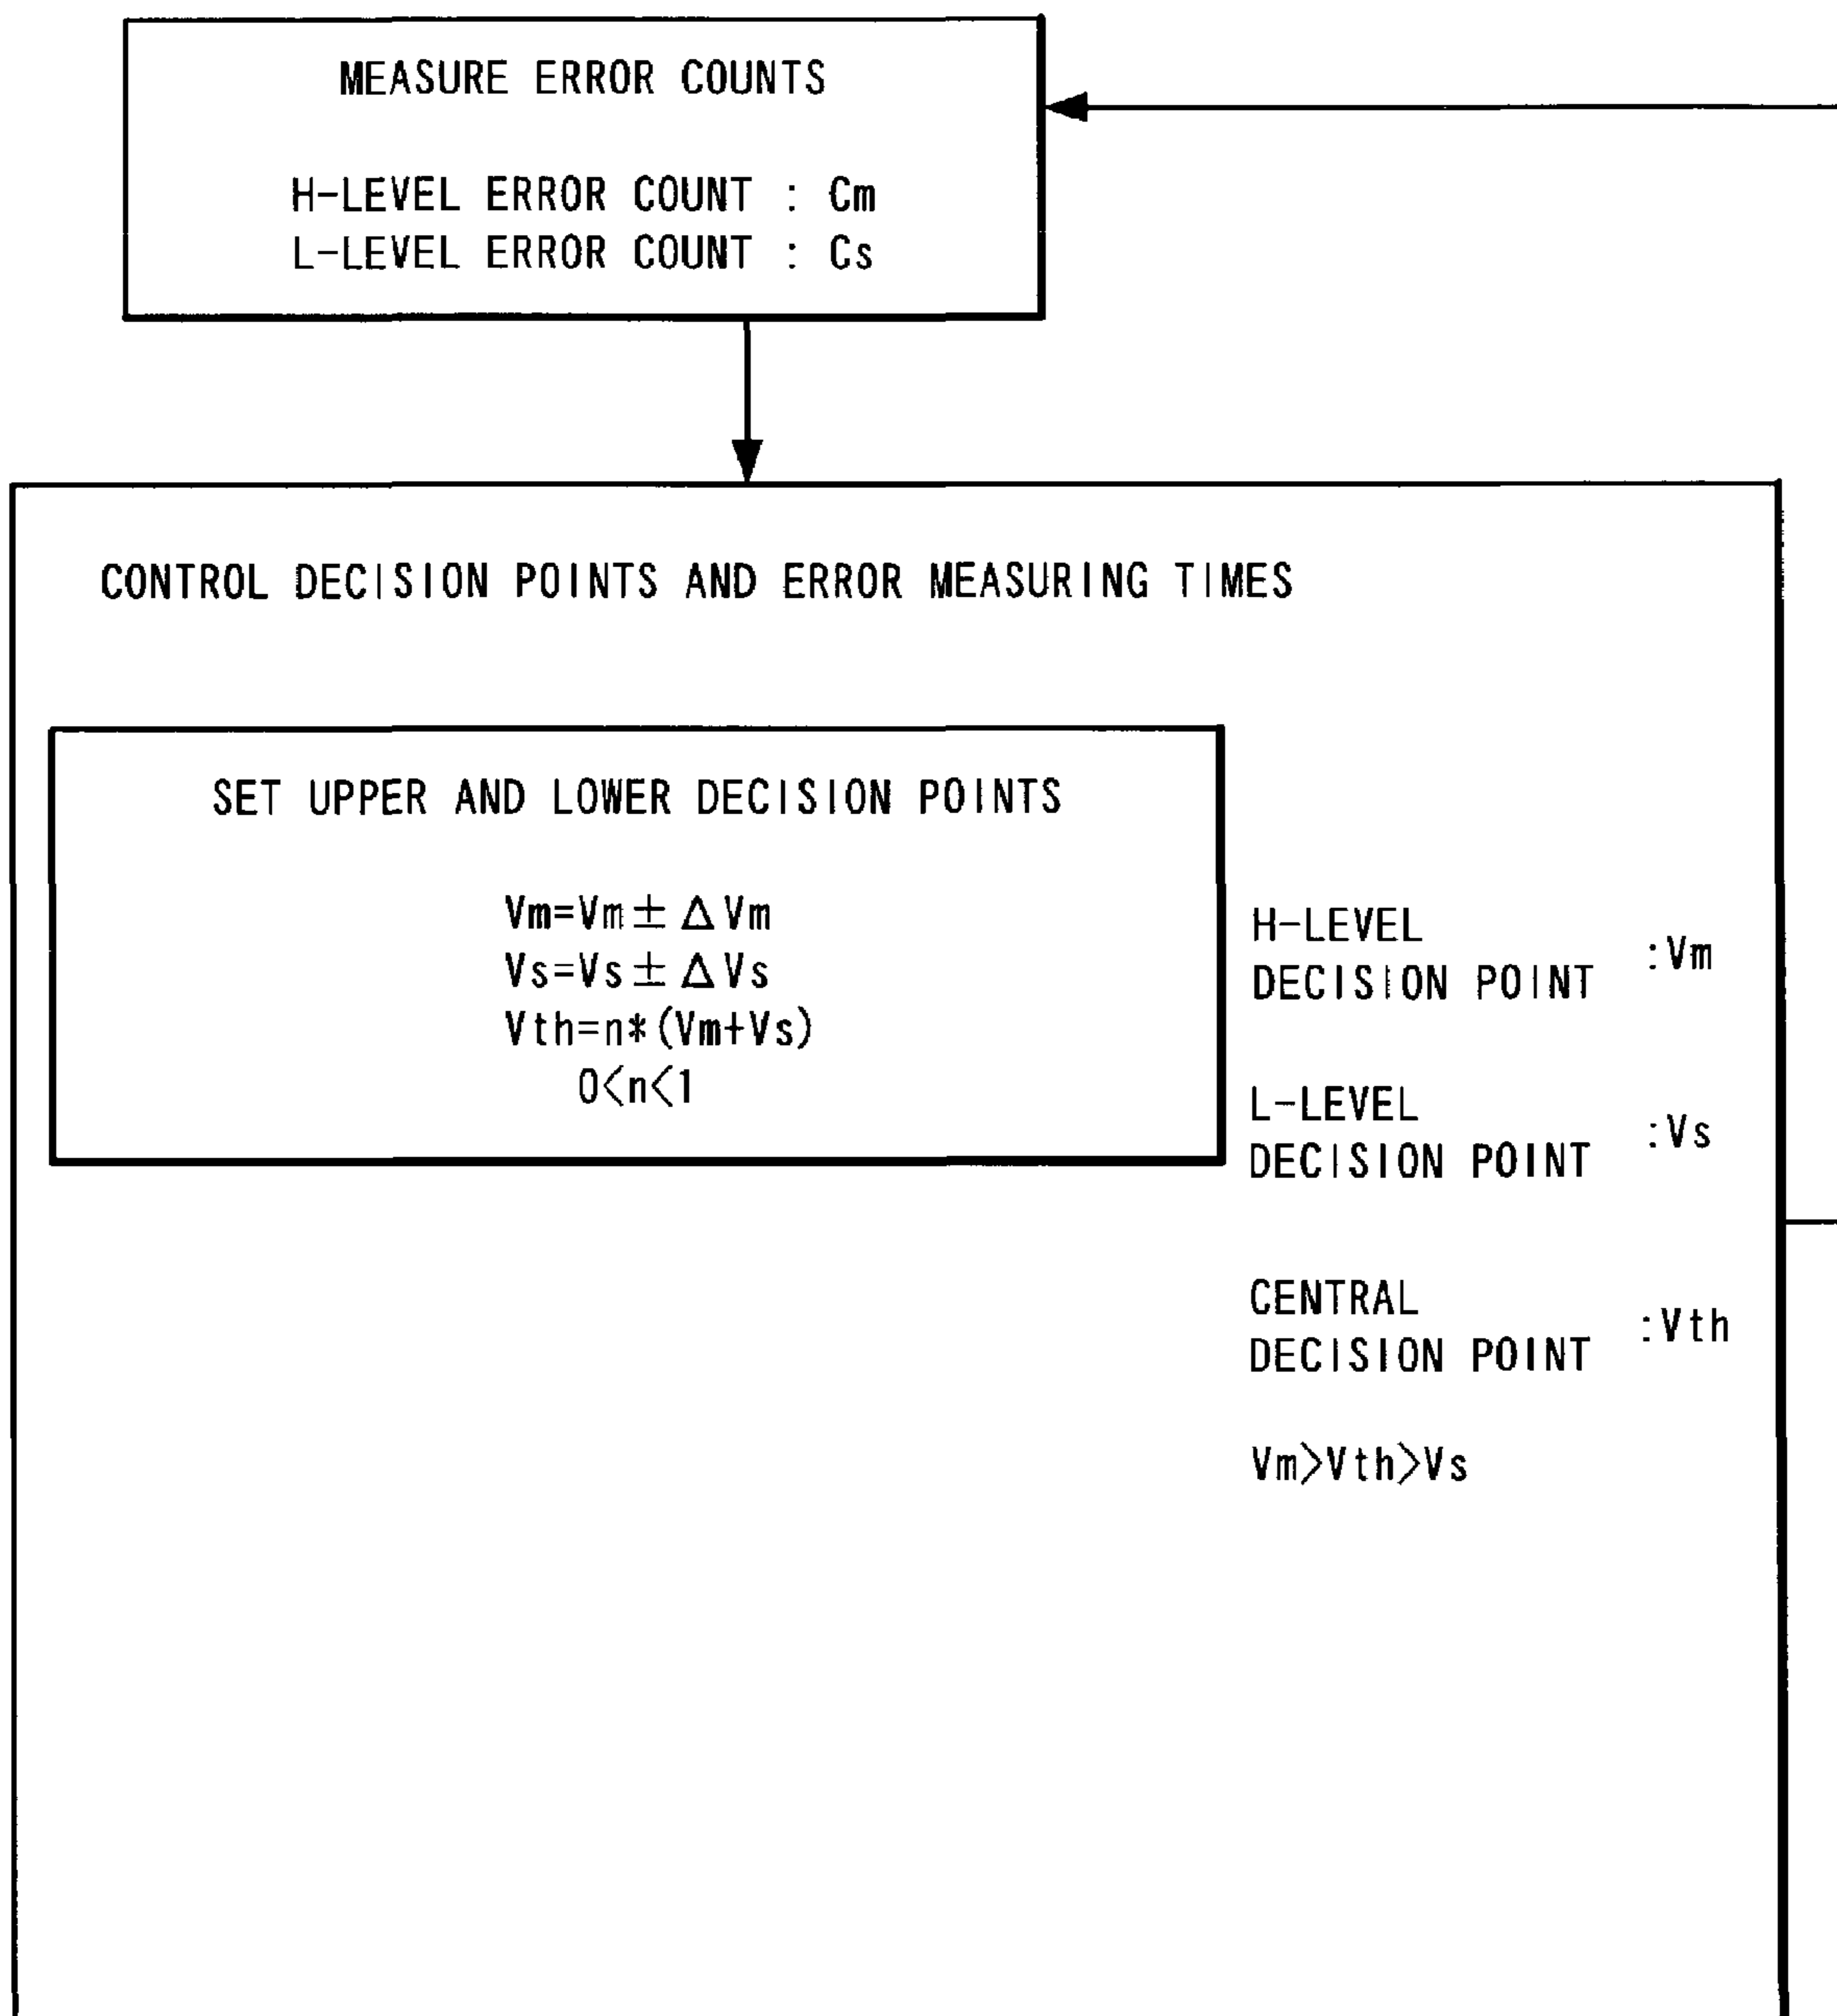 MEASURE ERROR COUNTS
H-LEVEL ERROR COUNT : Cm
L-LEVEL ERROR COUNT : Cs
CONTROL DECISION POINTS AND ERROR MEASURING TIMES
SET UPPER AND LOWER DECISION POINTS
Vm=Vm±ΔVm
Vs=Vs±ΔVs
Vth=n*(Vm+Vs)
0<n<1
H-LEVEL
DECISION POINT :Vm
L-LEVEL
DECISION POINT :Vs
CENTRAL
DECISION POINT :Vth
Vm>Vth>Vs